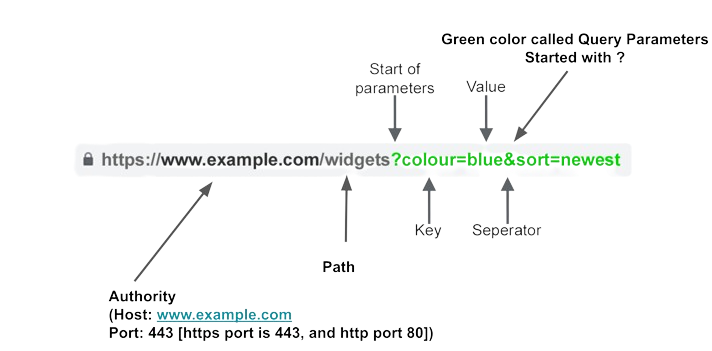 Green color called Query Parameters
Started with ?
Start of
parameters
Value
https://www.example.com/widgets?colour=blue&sort=newest
Key
Seperator
Path
Authority
(Host: www.example.com
Port: 443 [https port is 443, and http port 80])